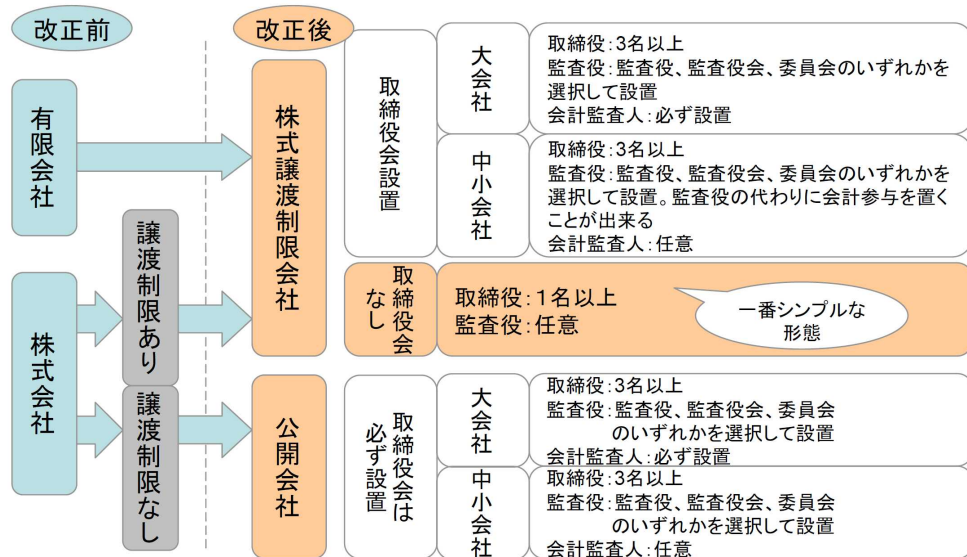 改正前
改正後
有限会社
株式会社
譲渡制限あり
譲渡制限なし
株式譲渡制限会社
公開会社
取締役会設置
大会社
取締役:3名以上
監査役:監査役、監査役会、委員会のいずれかを
選択して設置
会計監査人:必ず設置
中小会社
取締役:3名以上
監査役:監査役、監査役会、委員会のいずれかを
選択して設置。監査役の代わりに会計参与を置く
ことが出来る
会計監査人:任意
取締役会
なし
取締役:1名以上
監査役:任意
一番シンプルな
形態
取締役会は
必ず設置
大会社
取締役:3名以上
監査役:監査役、監査役会、委員会
のいずれかを選択して設置
会計監査人:必ず設置
中小会社
取締役:3名以上
監査役:監査役、監査役会、委員会
のいずれかを選択して設置
会計監査人:任意